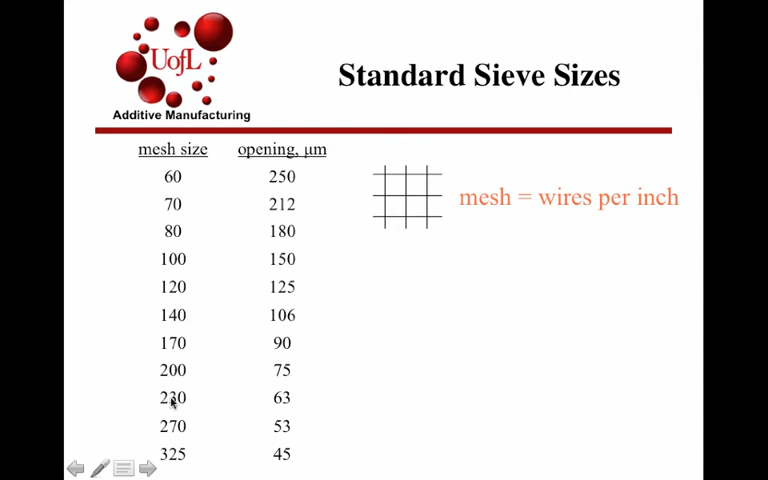 UofL
Additive Manufacturing
Standard Sieve Sizes
mesh size opening, μm
60 250
70 212
80 180
100 150
120 125
140 106
170 90
200 75
230 63
270 53
325 45
mesh = wires per inch